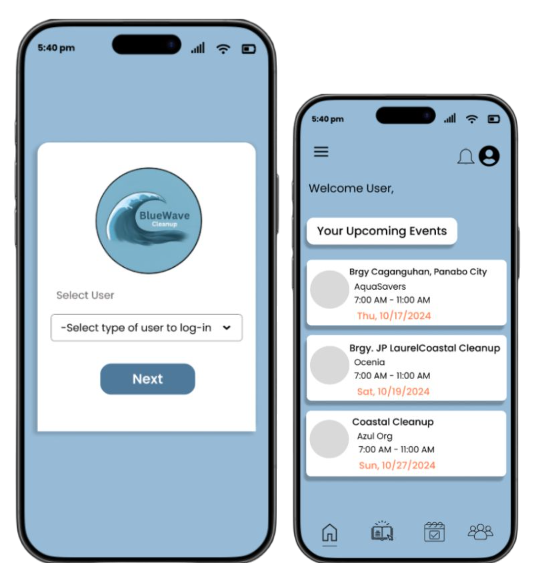 5:40 pm
BlueWave
Cleanup
Select User
-Select type of user to log-in
Next
5:40 pm
Welcome User,
Your Upcoming Events
Brgy Caganguhan, Panabo City
AquaSavers
7:00 AM - 11:00 AM
Thu, 10/17/2024
Brgy. JP LaurelCoastal Cleanup
Ocenia
7:00 AM - 11:00 AM
Sat, 10/19/2024
Coastal Cleanup
Azul Org
7:00 AM - 11:00 AM
Sun, 10/27/2024